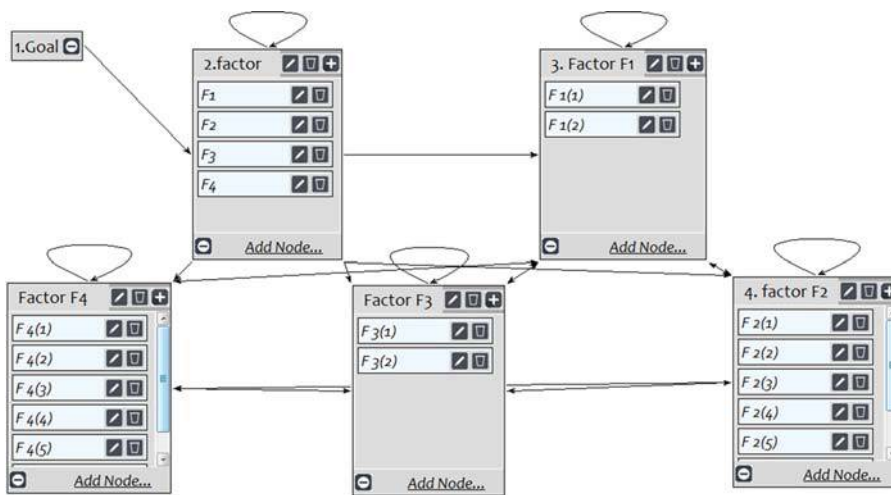 1.Goal
2.factor
F1
F2
F3
F4
Add Node...
3. Factor F1
F 1(1)
F 1(2)
Add Node...
Factor F4
F 4(1)
F 4(2)
F 4(3)
F 4(4)
F 4(5)
Add Node...
Factor F3
F 3(1)
F 3(2)
Add Node...
4. factor F2
F 2(1)
F 2(2)
F 2(3)
F 2(4)
F 2(5)
Add Node...